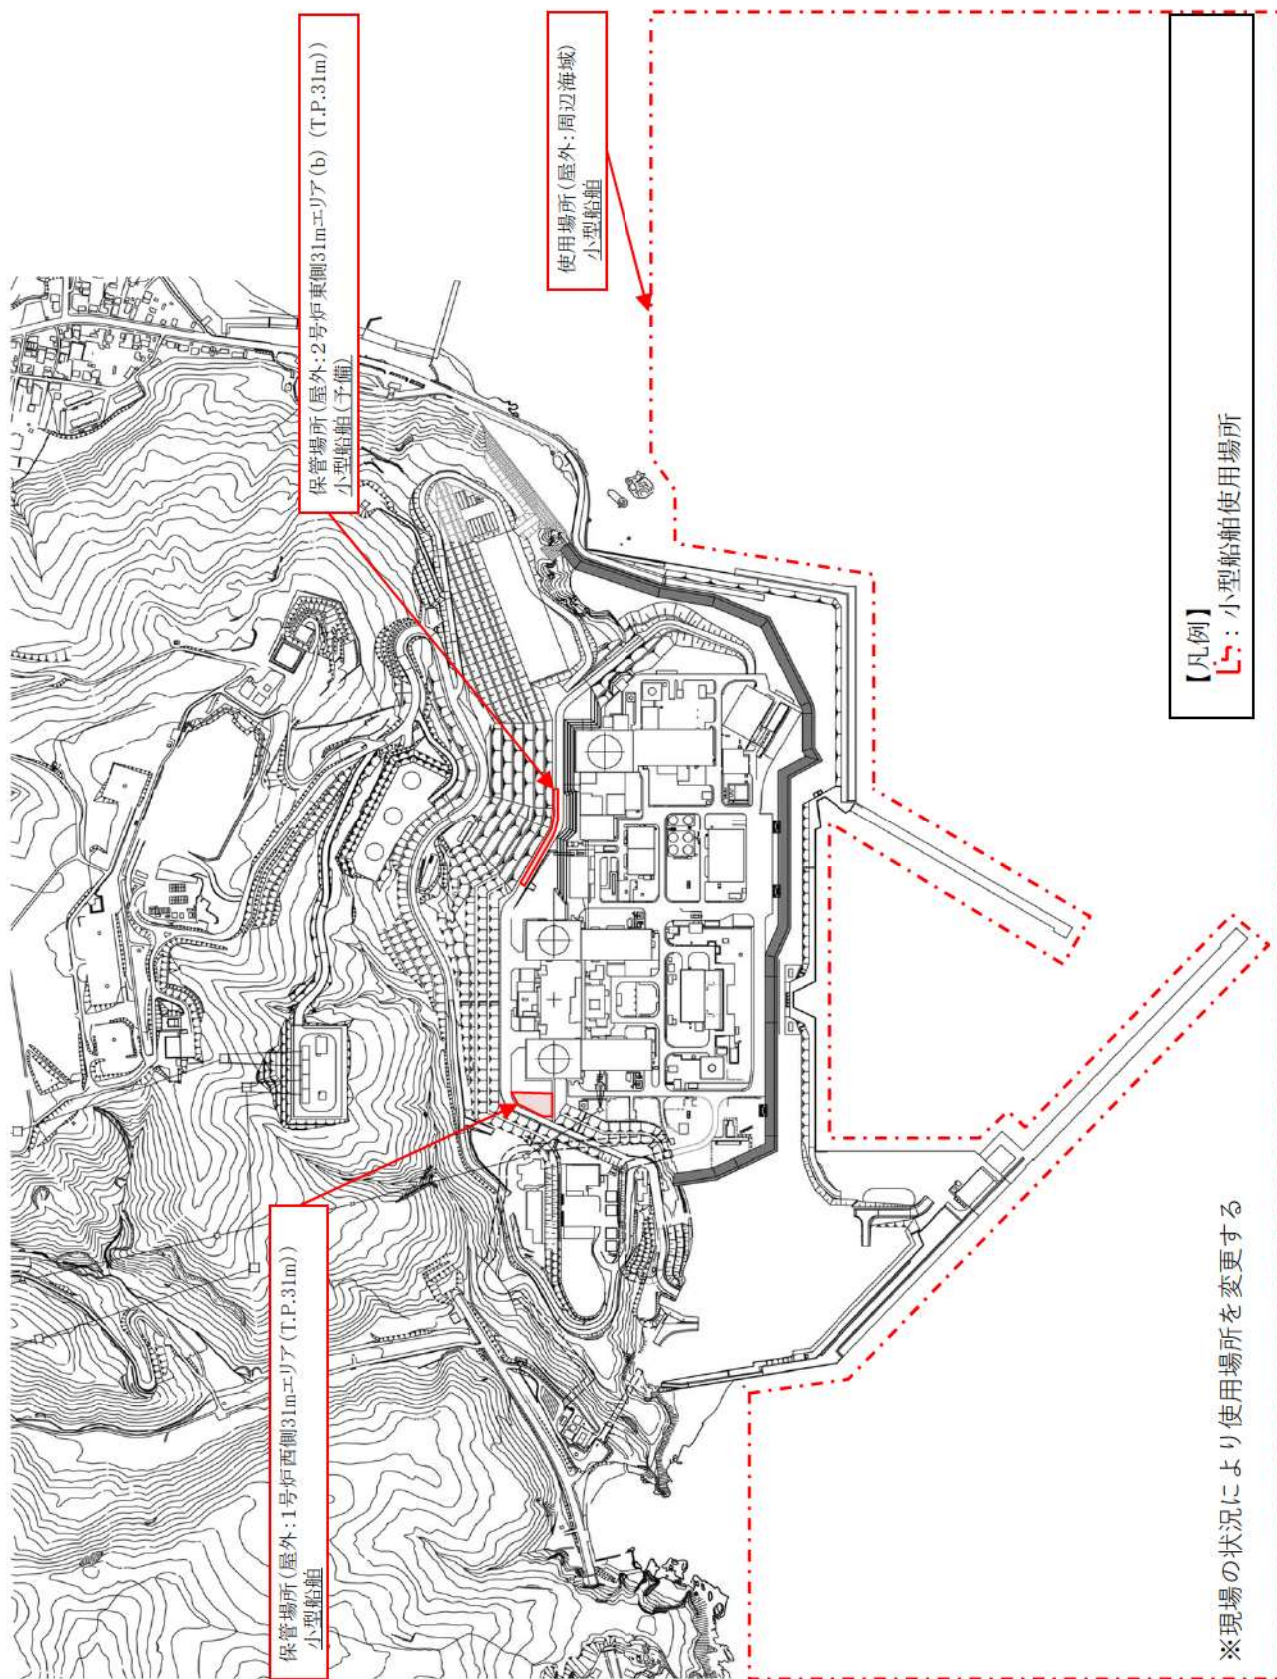 保管場所(屋外:1号炉西側31mエリア(T.P.31m))
小型船舶
保管場所(屋外:2号炉東側31mエリア(b) (T.P.31m))
小型船舶(予備)
使用場所(屋外:周辺海域)
小型船舶
【凡例】
:小型船舶使用場所
※現場の状況により使用場所を変更する